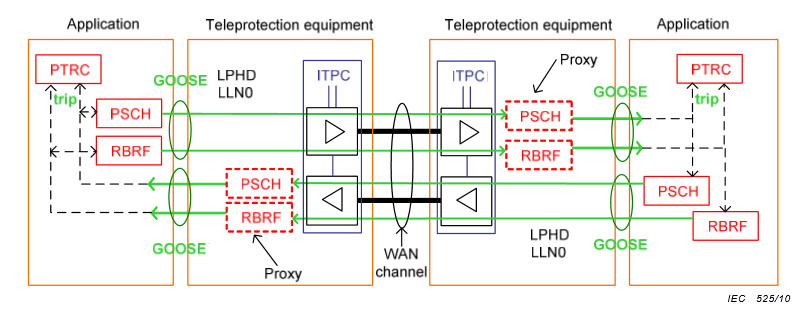 Application
Teleprotection equipment
Teleprotection equipment
Application
PTRC
trip
PSCH
RBRF
GOOSE
GOOSE
LPHD
LLN0
ITPC
PSCH
RBRF
Proxy
WAN
channel
ITPC
Proxy
PSCH
RBRF
LPHD
LLN0
GOOSE
GOOSE
PTRC
trip
PSCH
RBRF
IEC 525/10